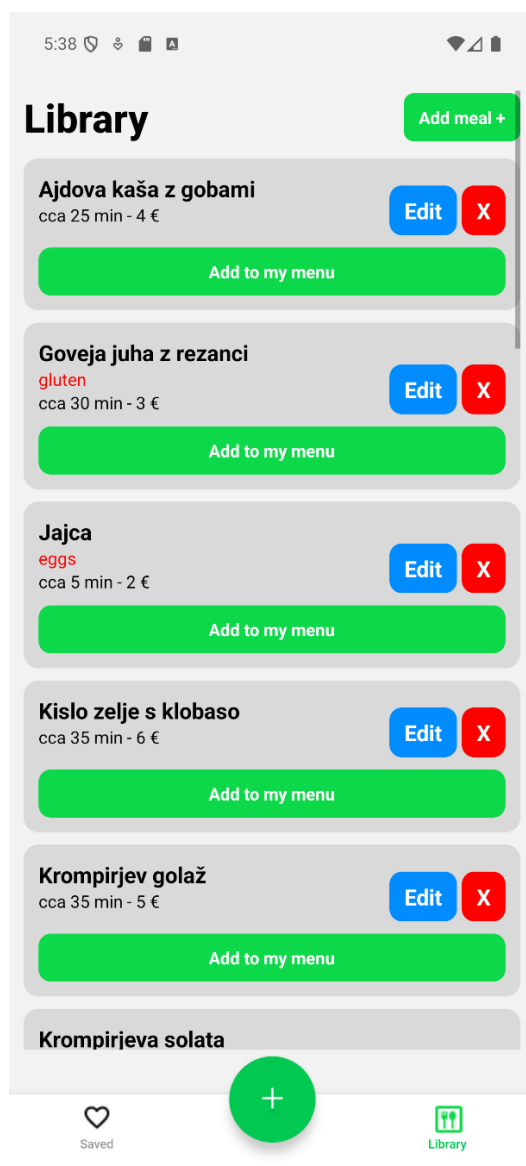 5:38
Library
Add meal +
Ajdova kaša z gobami
cca 25 min - 4 €
Edit
X
Add to my menu
Goveja juha z rezanci
gluten
cca 30 min - 3 €
Edit
X
Add to my menu
Jajca
eggs
cca 5 min - 2 €
Edit
X
Add to my menu
Kislo zelje s klobaso
cca 35 min - 6 €
Edit
X
Add to my menu
Krompirjev golaž
cca 35 min - 5 €
Edit
X
Add to my menu
Krompirjeva solata
+
Saved
Library